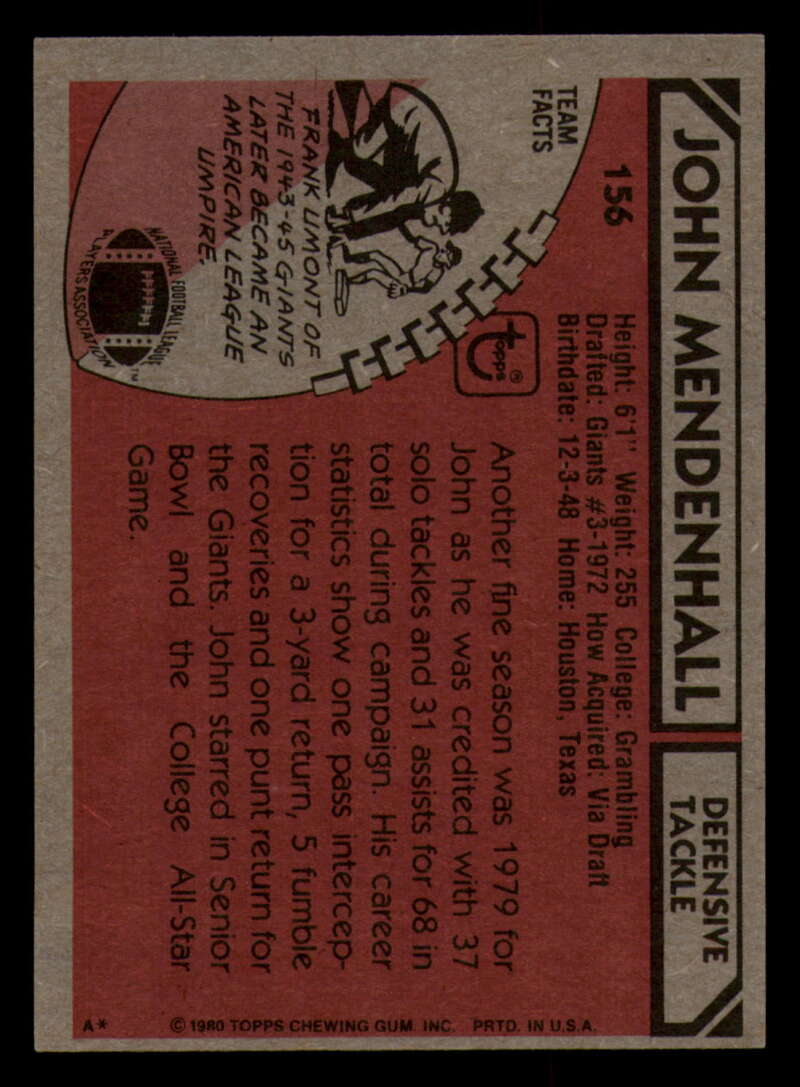 JOHN MENDENHALL
DEFENSIVE
TACKLE
156
Height: 6'1" Weight: 255 College: Grambling
Drafted: Giants #3-1972 How Acquired: Via Draft
Birthdate: 12-3-48 Home: Houston, Texas
TEAM
FACTS
topps®
FRANK UMONT OF
THE 1943-45 GIANTS
LATER BECAME AN
AMERICAN LEAGUE
UMPIRE.
NATIONAL FOOTBALL LEAGUE
PLAYERS ASSOCIATION
TM
Another fine season was 1979 for
John as he was credited with 37
solo tackles and 31 assists for 68 in
total during campaign. His career
statistics show one pass intercep-
tion for a 3-yard return, 5 fumble
recoveries and one punt return for
the Giants. John starred in Senior
Bowl and the College All-Star
Game.
A*
© 1980 TOPPS CHEWING GUM, INC. PRTD. IN U.S.A.